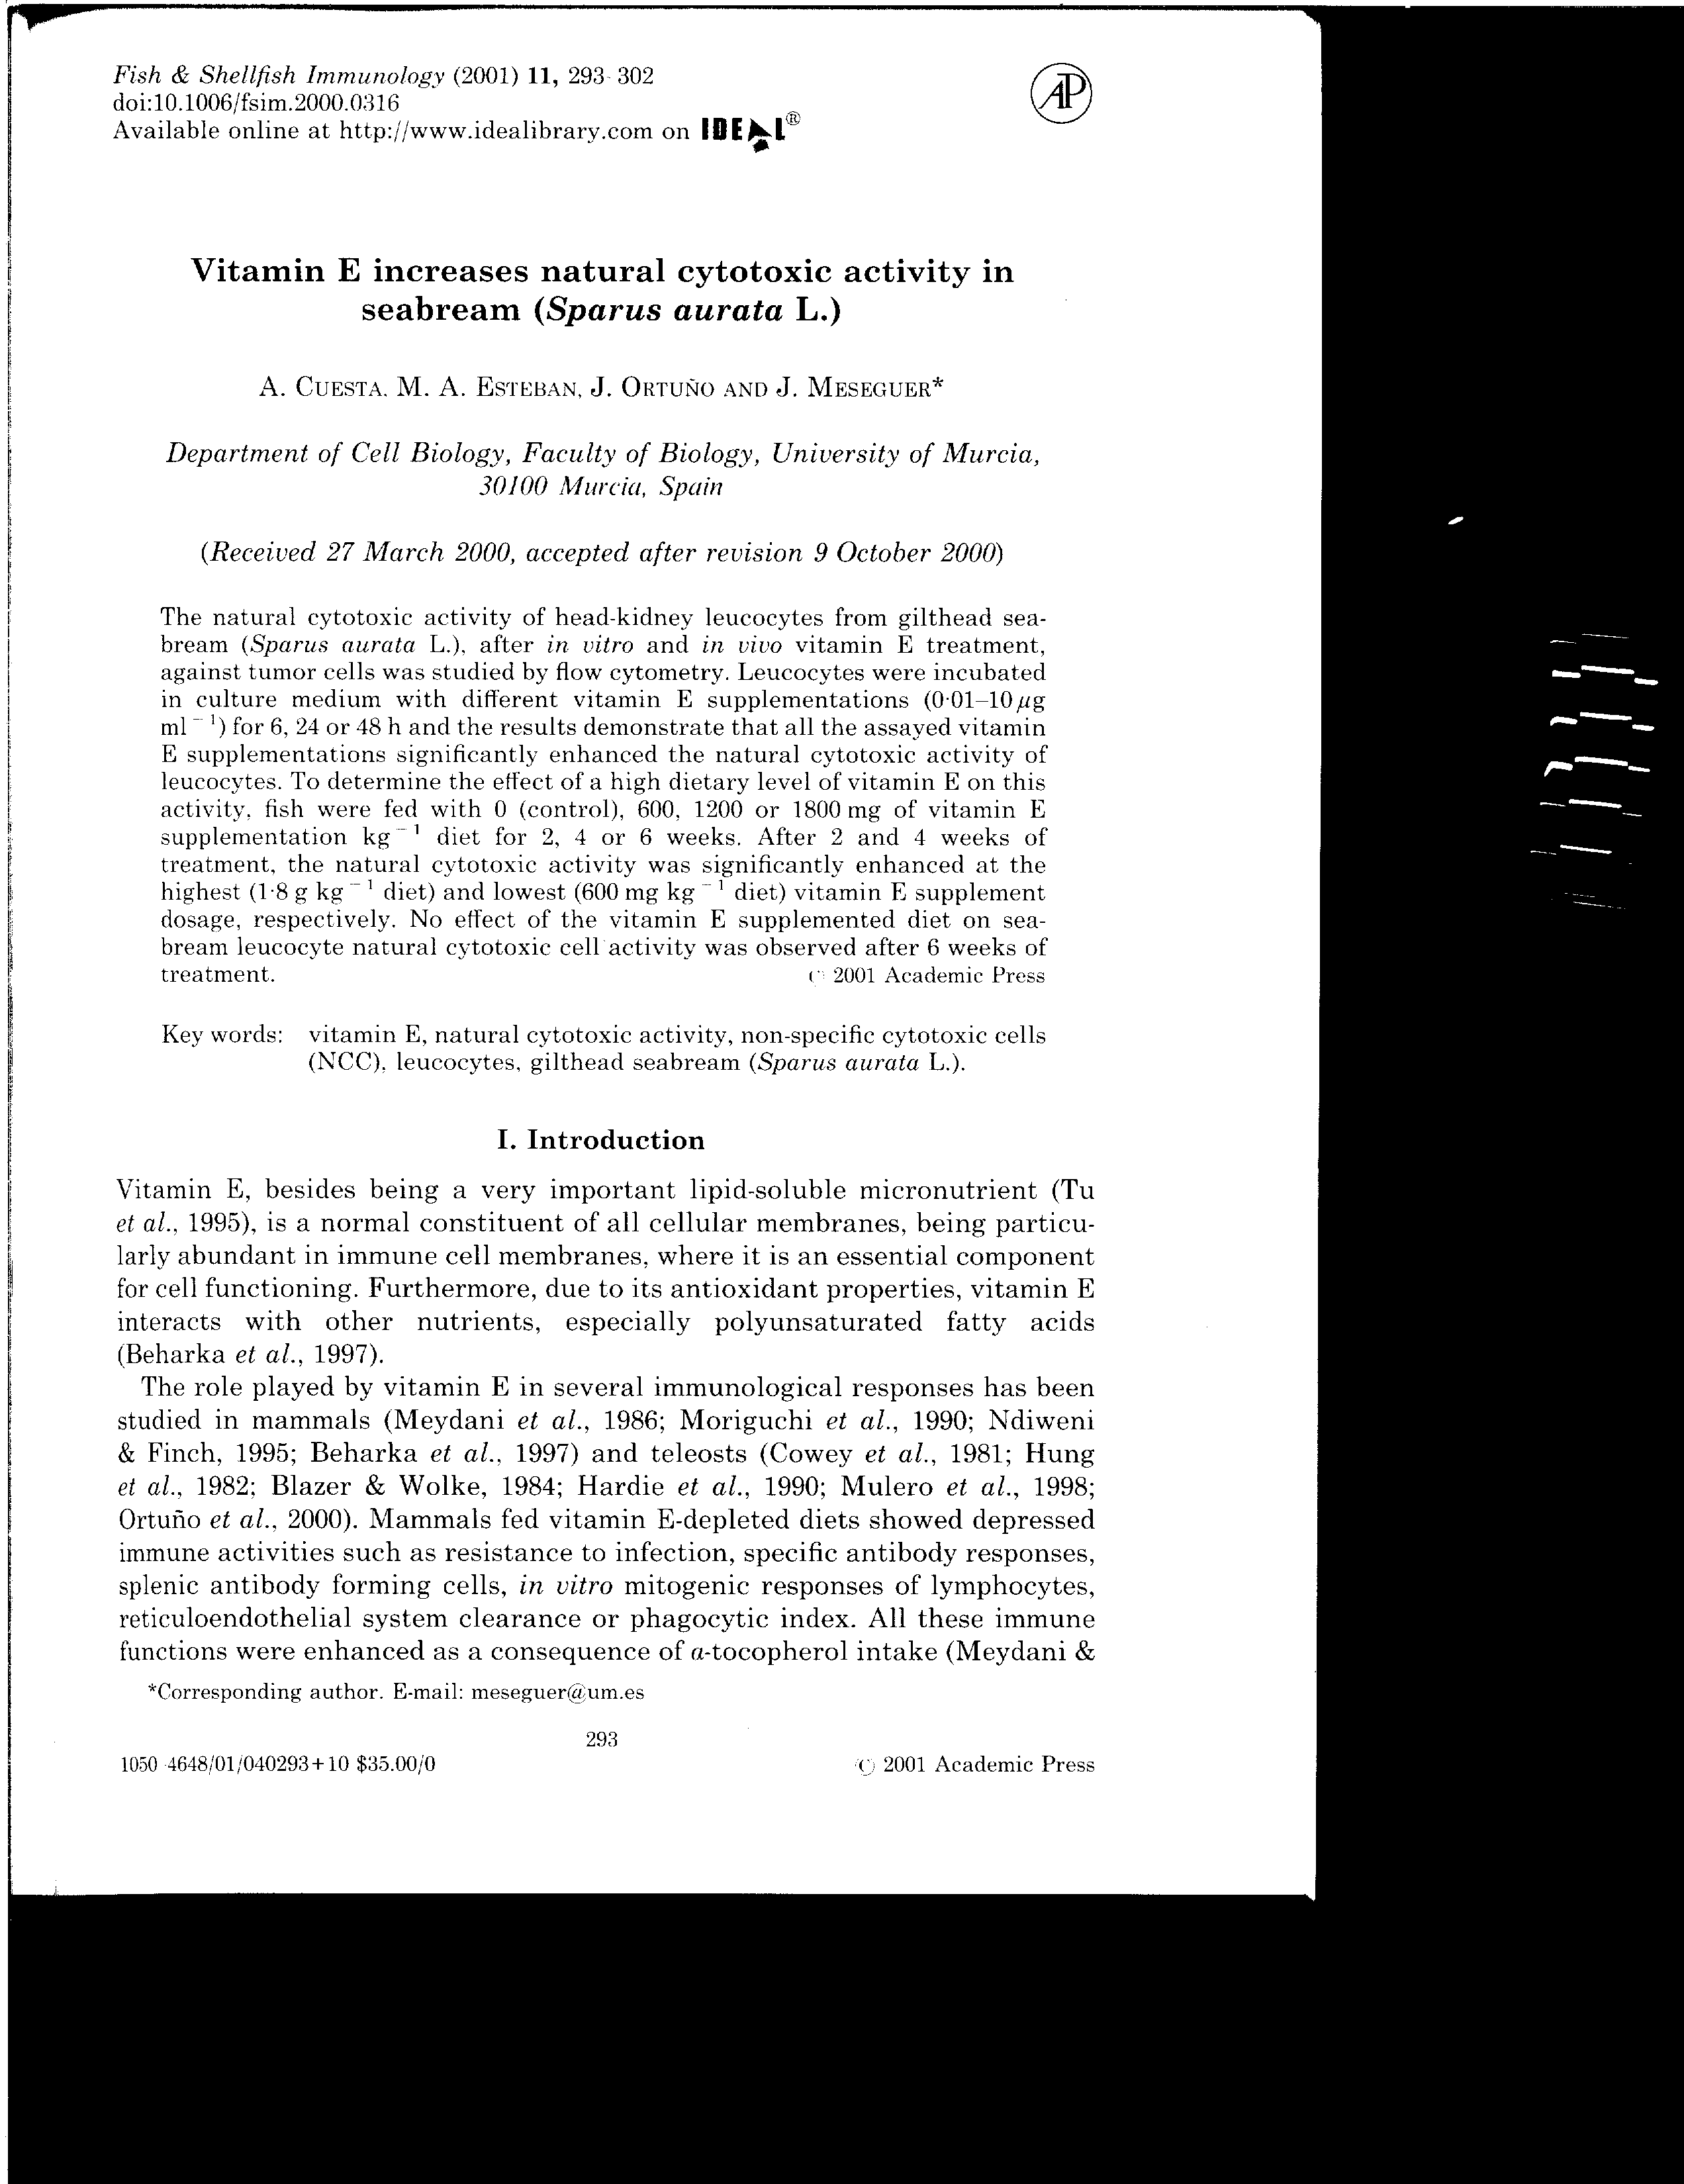 Fish & Shellfish Immunology (2001) 11, 293-302
doi:10.1006/fsim.2000.0316
Available online at http://www.idealibrary.com on IDEAL®
AP
Vitamin E increases natural cytotoxic activity in
seabream (Sparus aurata L.)
A. CUESTA, M. A. ESTEBAN, J. ORTUÑO AND J. MESEGUER*
Department of Cell Biology, Faculty of Biology, University of Murcia,
30100 Murcia, Spain
(Received 27 March 2000, accepted after revision 9 October 2000)
The natural cytotoxic activity of head-kidney leucocytes from gilthead sea-
bream (Sparus aurata L.), after in vitro and in vivo vitamin E treatment,
against tumor cells was studied by flow cytometry. Leucocytes were incubated
in culture medium with different vitamin E supplementations (0·01–10 μg
ml⁻¹) for 6, 24 or 48 h and the results demonstrate that all the assayed vitamin
E supplementations significantly enhanced the natural cytotoxic activity of
leucocytes. To determine the effect of a high dietary level of vitamin E on this
activity, fish were fed with 0 (control), 600, 1200 or 1800 mg of vitamin E
supplementation kg⁻¹ diet for 2, 4 or 6 weeks. After 2 and 4 weeks of
treatment, the natural cytotoxic activity was significantly enhanced at the
highest (1·8 g kg⁻¹ diet) and lowest (600 mg kg⁻¹ diet) vitamin E supplement
dosage, respectively. No effect of the vitamin E supplemented diet on sea-
bream leucocyte natural cytotoxic cell activity was observed after 6 weeks of
treatment. © 2001 Academic Press
Key words: vitamin E, natural cytotoxic activity, non-specific cytotoxic cells
(NCC), leucocytes, gilthead seabream (Sparus aurata L.).
I. Introduction
Vitamin E, besides being a very important lipid-soluble micronutrient (Tu
et al., 1995), is a normal constituent of all cellular membranes, being particu-
larly abundant in immune cell membranes, where it is an essential component
for cell functioning. Furthermore, due to its antioxidant properties, vitamin E
interacts with other nutrients, especially polyunsaturated fatty acids
(Beharka et al., 1997).
The role played by vitamin E in several immunological responses has been
studied in mammals (Meydani et al., 1986; Moriguchi et al., 1990; Ndiweni
& Finch, 1995; Beharka et al., 1997) and teleosts (Cowey et al., 1981; Hung
et al., 1982; Blazer & Wolke, 1984; Hardie et al., 1990; Mulero et al., 1998;
Ortuño et al., 2000). Mammals fed vitamin E-depleted diets showed depressed
immune activities such as resistance to infection, specific antibody responses,
splenic antibody forming cells, in vitro mitogenic responses of lymphocytes,
reticuloendothelial system clearance or phagocytic index. All these immune
functions were enhanced as a consequence of α-tocopherol intake (Meydani &
*Corresponding author. E-mail: meseguer@um.es
293
1050-4648/01/040293+10 $35.00/0 © 2001 Academic Press